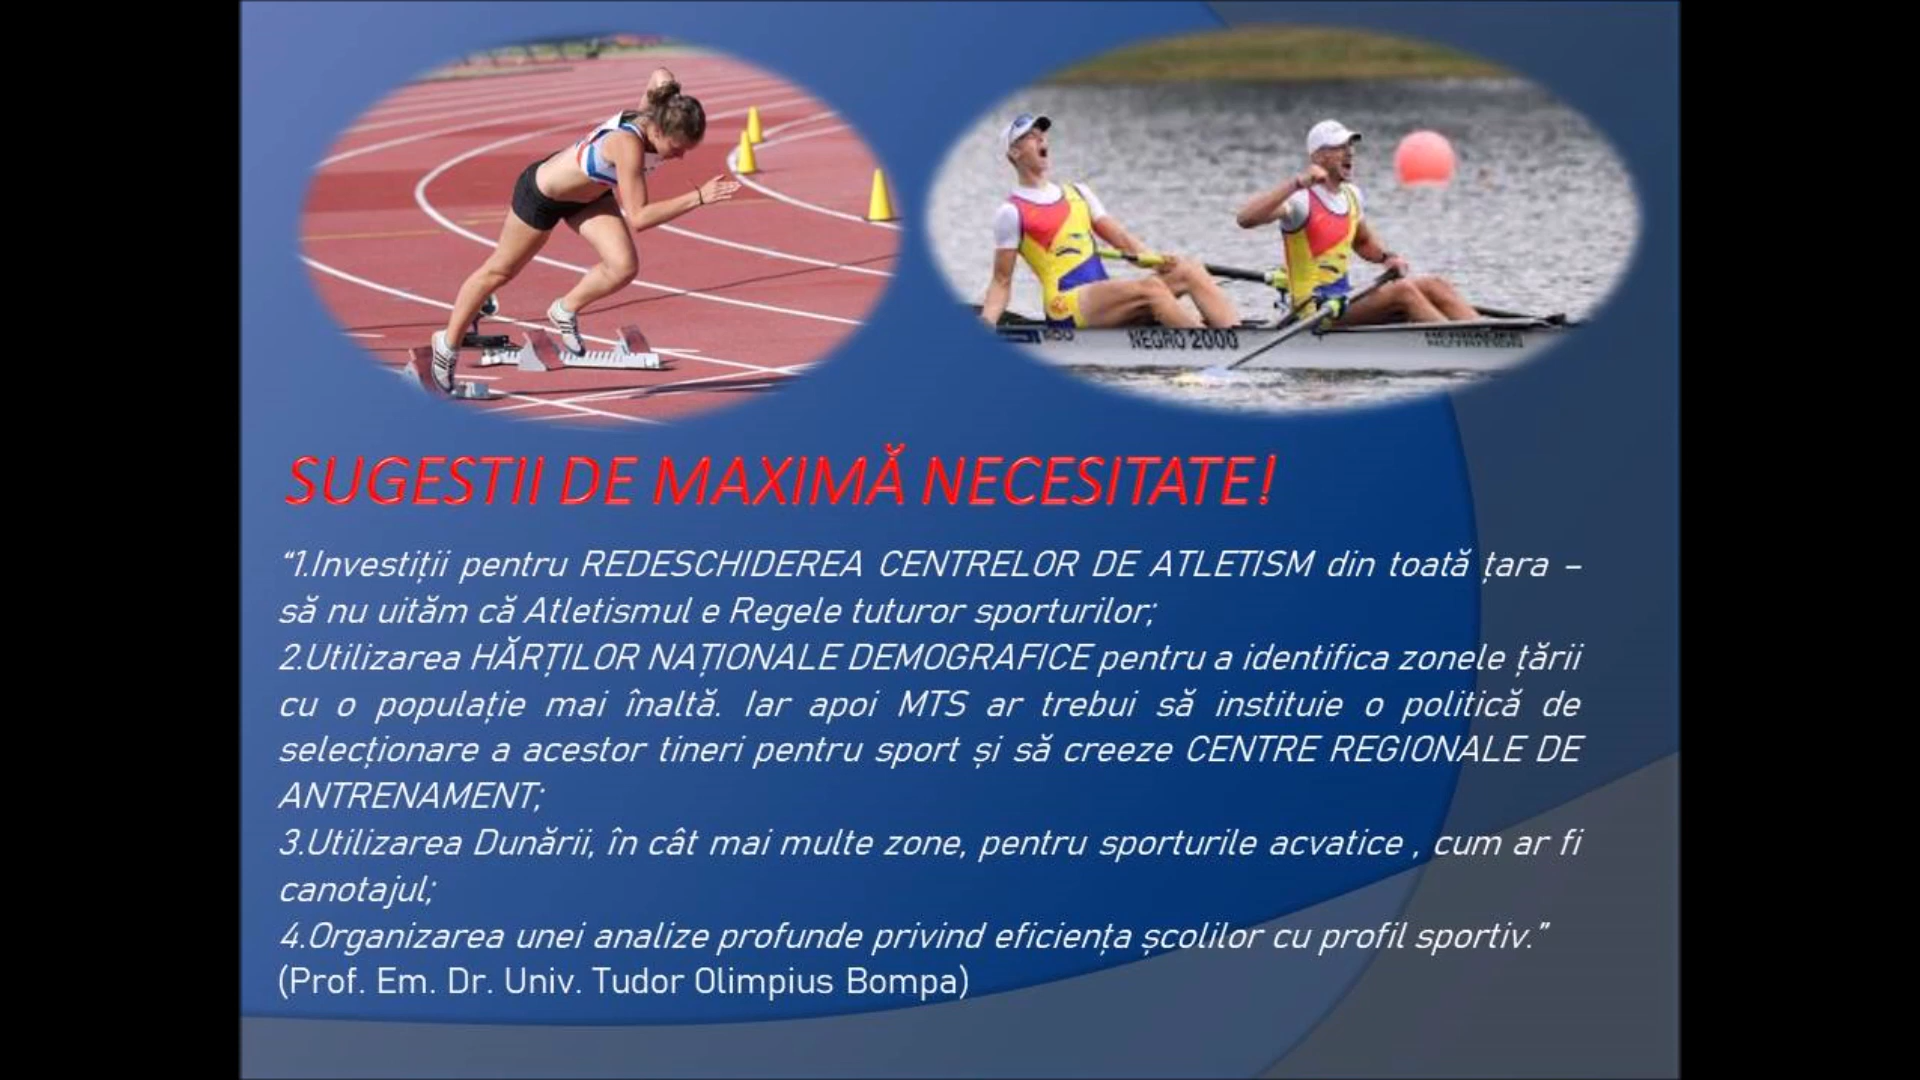 NEGRO 2000
SUGESTII DE MAXIMĂ NECESITATE!
“1.Investiții pentru REDESCHIDEREA CENTRELOR DE ATLETISM din toată țara –
să nu uităm că Atletismul e Regele tuturor sporturilor;
2.Utilizarea HĂRȚILOR NAȚIONALE DEMOGRAFICE pentru a identifica zonele țării
cu o populație mai înaltă. Iar apoi MTS ar trebui să instituie o politică de
selecționare a acestor tineri pentru sport și să creeze CENTRE REGIONALE DE
ANTRENAMENT;
3.Utilizarea Dunării, în cât mai multe zone, pentru sporturile acvatice , cum ar fi
canotajul;
4.Organizarea unei analize profunde privind eficiența școlilor cu profil sportiv.”
(Prof. Em. Dr. Univ. Tudor Olimpius Bompa)